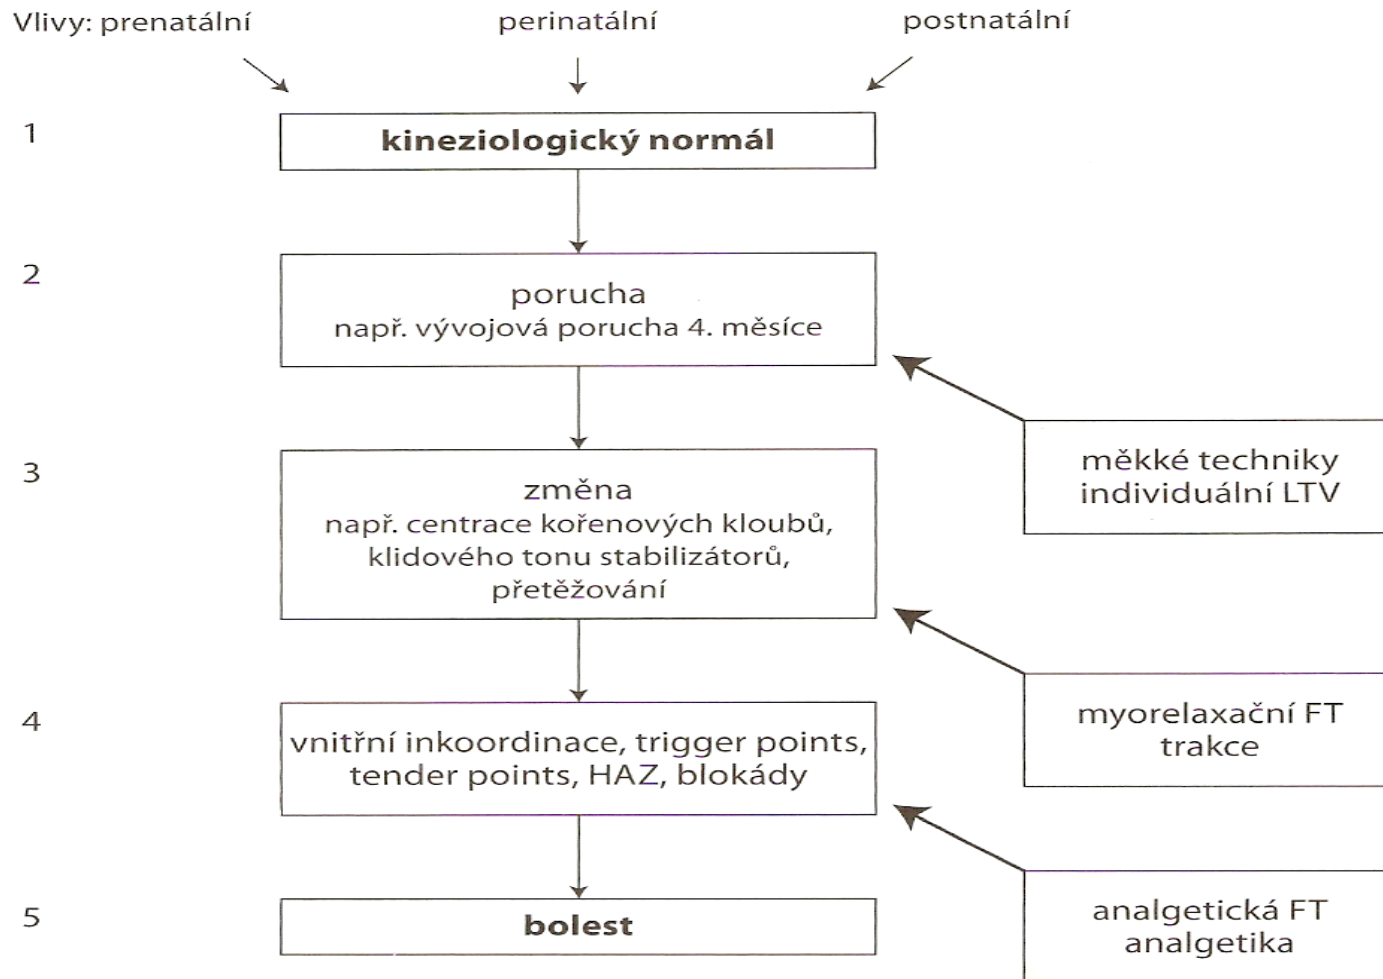 Vlivy: prenatální
perinatální
postnatální
1
kineziologický normál
2
porucha
např. vývojová porucha 4. měsíce
měkké techniky
individuální LTV
3
změna
např. centrace kořenových kloubů,
klidového tonu stabilizátorů,
přetěžování
myorelaxační FT
trakce
4
vnitřní inkoordinace, trigger points,
tender points, HAZ, blokády
analgetická FT
analgetika
5
bolest